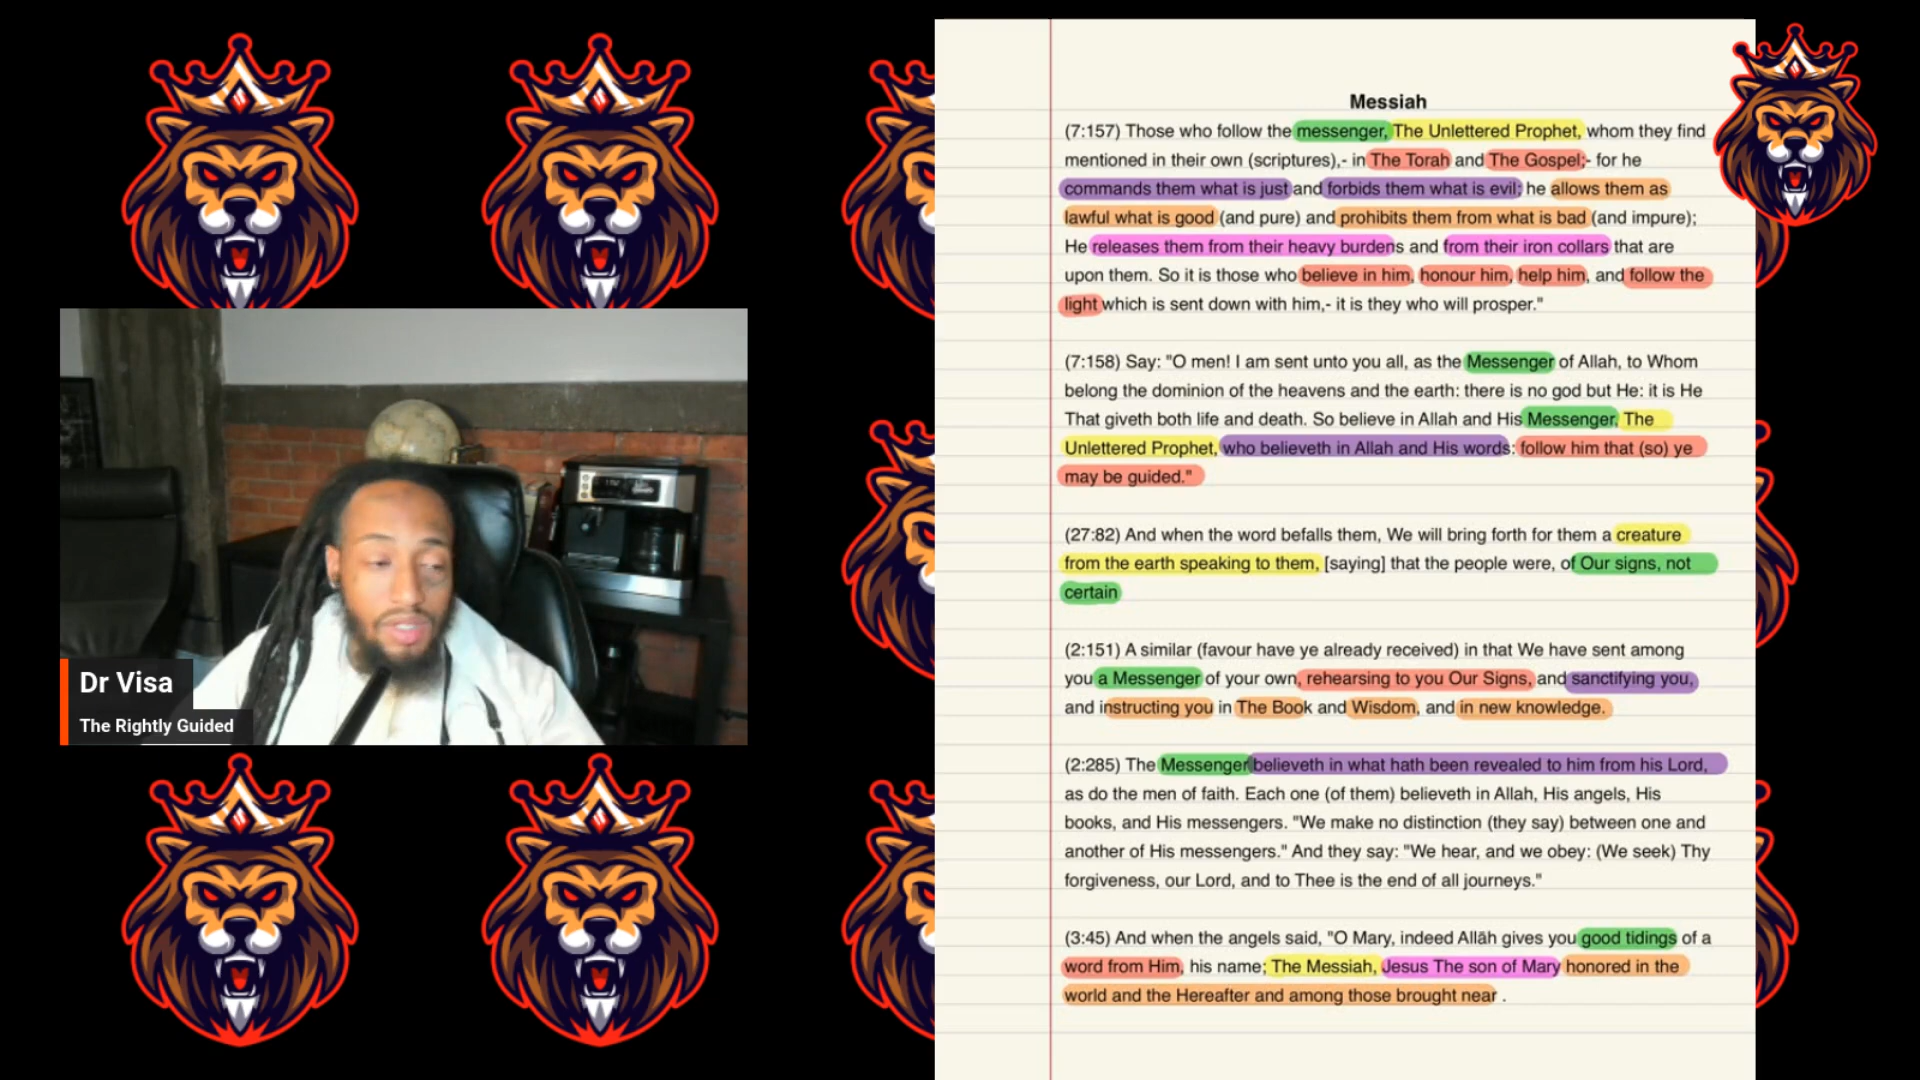 Messiah
(7:157) Those who follow the messenger, The Unlettered Prophet, whom they find
mentioned in their own (scriptures),- in The Torah and The Gospel;- for he
commands them what is just and forbids them what is evil; he allows them as
lawful what is good (and pure) and prohibits them from what is bad (and impure);
He releases them from their heavy burdens and from their iron collars that are
upon them. So it is those who believe in him, honour him, help him, and follow the
light which is sent down with him,- it is they who will prosper."
(7:158) Say: "O men! I am sent unto you all, as the Messenger of Allah, to Whom
belong the dominion of the heavens and the earth: there is no god but He: it is He
That giveth both life and death. So believe in Allah and His Messenger, The
Unlettered Prophet, who believeth in Allah and His words: follow him that (so) ye
may be guided."
(27:82) And when the word befalls them, We will bring forth for them a creature
from the earth speaking to them, [saying] that the people were, of Our signs, not
certain
(2:151) A similar (favour have ye already received) in that We have sent among
you a Messenger of your own, rehearsing to you Our Signs, and sanctifying you,
and instructing you in The Book and Wisdom, and in new knowledge.
(2:285) The Messenger believeth in what hath been revealed to him from his Lord,
as do the men of faith. Each one (of them) believeth in Allah, His angels, His
books, and His messengers. "We make no distinction (they say) between one and
another of His messengers." And they say: "We hear, and we obey: (We seek) Thy
forgiveness, our Lord, and to Thee is the end of all journeys."
(3:45) And when the angels said, "O Mary, indeed Allāh gives you good tidings of a
word from Him, his name; The Messiah, Jesus The son of Mary honored in the
world and the Hereafter and among those brought near .
Dr Visa
The Rightly Guided